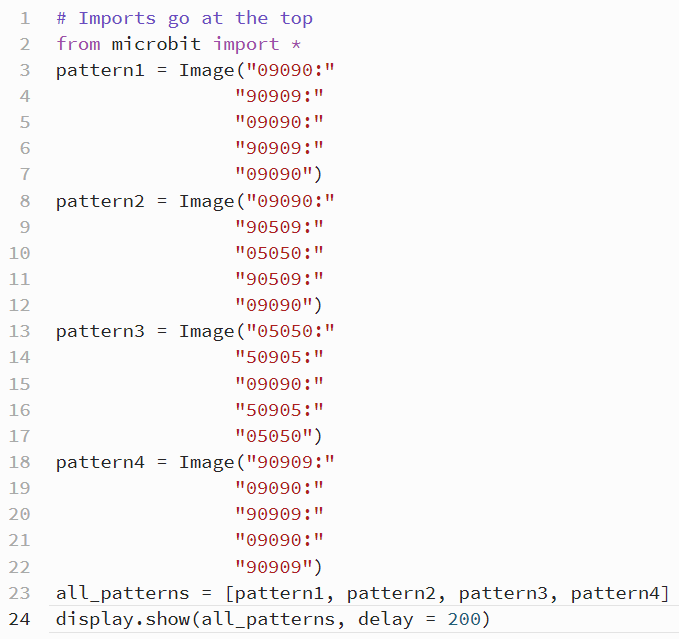 1 # Imports go at the top
2 from microbit import *
3 pattern1 = Image("09090:"
4                 "90909:"
5                 "09090:"
6                 "90909:"
7                 "09090")
8 pattern2 = Image("09090:"
9                 "90509:"
10                 "05050:"
11                 "90509:"
12                 "09090")
13 pattern3 = Image("05050:"
14                 "50905:"
15                 "09090:"
16                 "50905:"
17                 "05050")
18 pattern4 = Image("90909:"
19                 "09090:"
20                 "90909:"
21                 "09090:"
22                 "90909")
23 all_patterns = [pattern1, pattern2, pattern3, pattern4]
24 display.show(all_patterns, delay = 200)